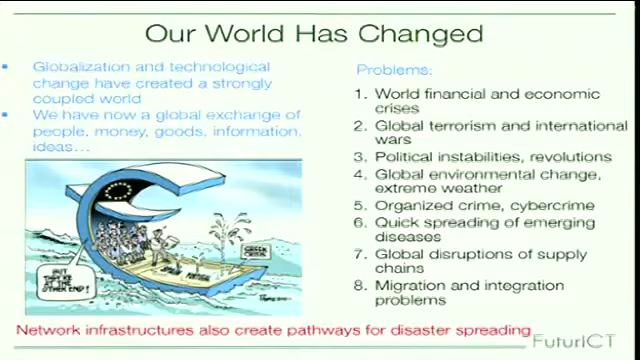 Our World Has Changed
Globalization and technological
change have created a strongly
coupled world
We have now a global exchange of
people, money, goods, information,
ideas...
BUT
THEY'RE
AT THE
OTHER END!
GREEK
CRISIS
Problems:
1. World financial and economic
crises
2. Global terrorism and international
wars
3. Political instabilities, revolutions
4. Global environmental change,
extreme weather
5. Organized crime, cybercrime
6. Quick spreading of emerging
diseases
7. Global disruptions of supply
chains
8. Migration and integration
problems
Network infrastructures also create pathways for disaster spreading
FuturICT